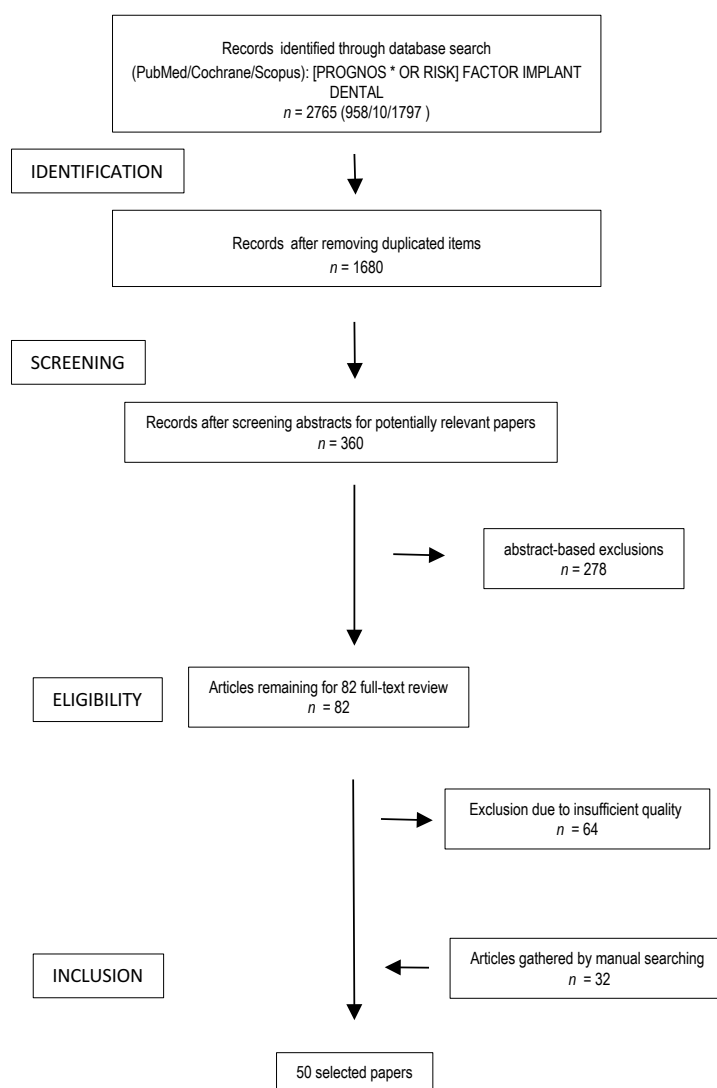 Records identified through database search
(PubMed/Cochrane/Scopus): [PROGNOS * OR RISK] FACTOR IMPLANT
DENTAL
n = 2765 (958/10/1797 )
IDENTIFICATION
Records after removing duplicated items
n = 1680
SCREENING
Records after screening abstracts for potentially relevant papers
n = 360
abstract-based exclusions
n = 278
ELIGIBILITY
Articles remaining for 82 full-text review
n = 82
Exclusion due to insufficient quality
n = 64
INCLUSION
Articles gathered by manual searching
n = 32
50 selected papers